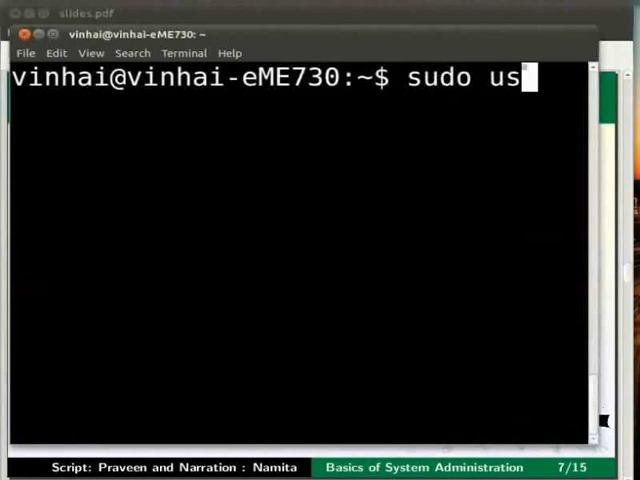 slides.pdf
vinhai@vinhai-eME730: ~
File Edit View Search Terminal Help
vinhai@vinhai-eME730:~$ sudo us
Script: Praveen and Narration : Namita Basics of System Administration 7/15